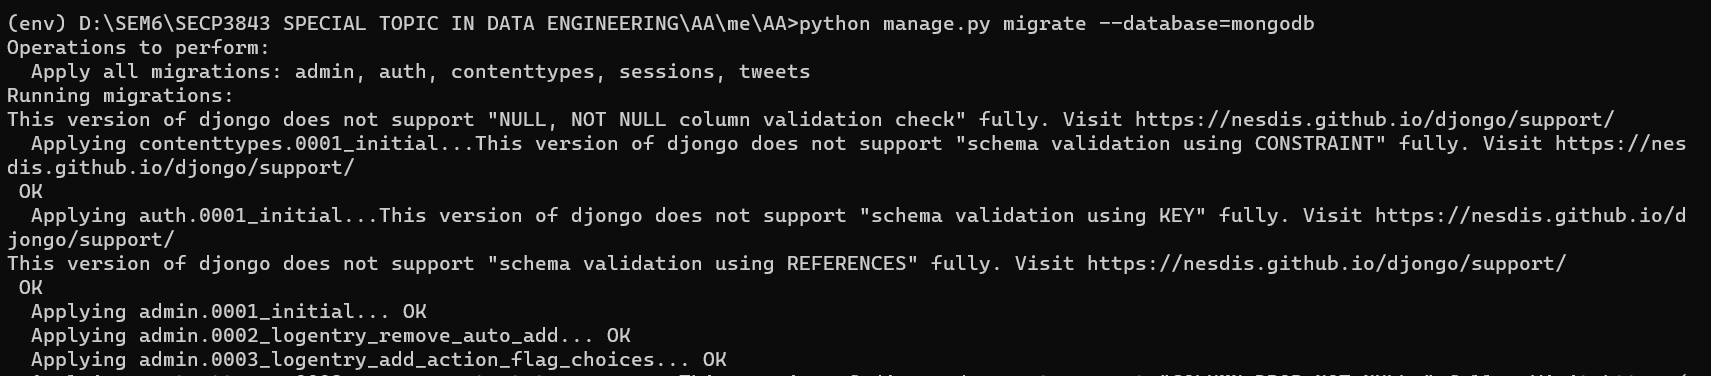 (env) D:\SEM6\SECP3843 SPECIAL TOPIC IN DATA ENGINEERING\AA\me\AA>python manage.py migrate --database=mongodb
Operations to perform:
  Apply all migrations: admin, auth, contenttypes, sessions, tweets
Running migrations:
This version of djongo does not support "NULL, NOT NULL column validation check" fully. Visit https://nesdis.github.io/djongo/support/
  Applying contenttypes.0001_initial...This version of djongo does not support "schema validation using CONSTRAINT" fully. Visit https://nes
dis.github.io/djongo/support/
 OK
  Applying auth.0001_initial...This version of djongo does not support "schema validation using KEY" fully. Visit https://nesdis.github.io/d
jongo/support/
This version of djongo does not support "schema validation using REFERENCES" fully. Visit https://nesdis.github.io/djongo/support/
 OK
  Applying admin.0001_initial... OK
  Applying admin.0002_logentry_remove_auto_add... OK
  Applying admin.0003_logentry_add_action_flag_choices... OK